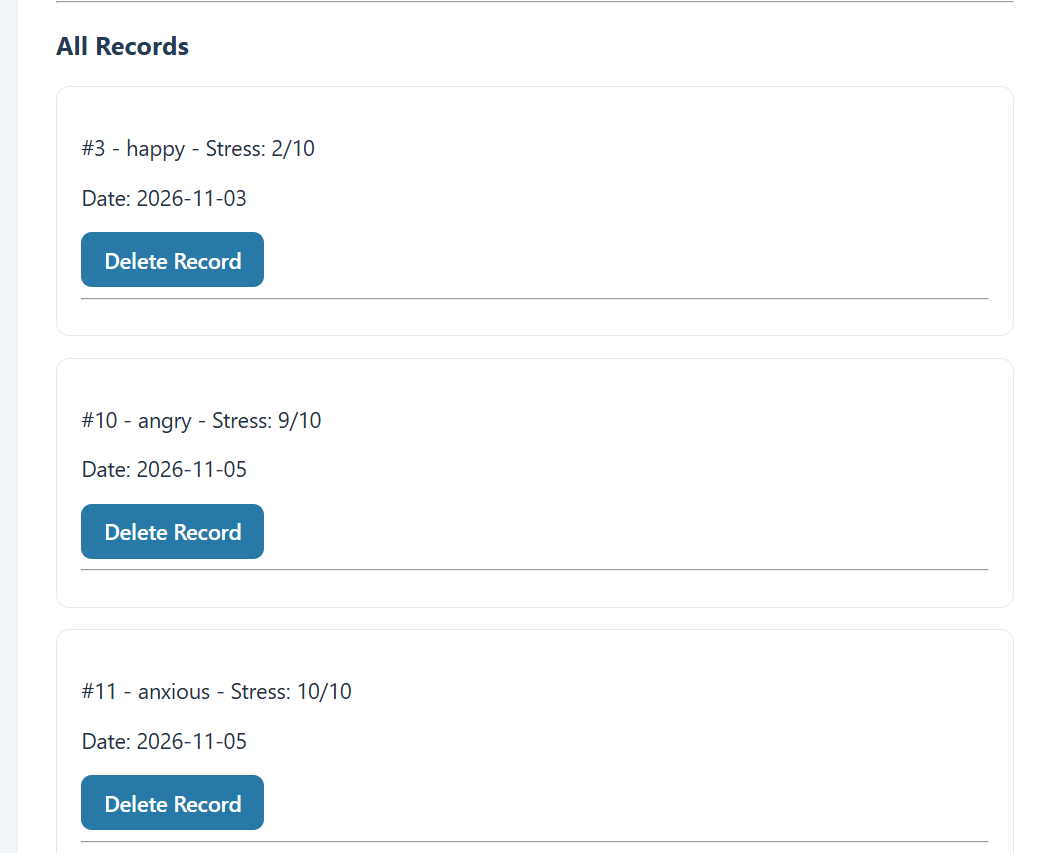 All Records
#3 - happy - Stress: 2/10
Date: 2026-11-03
Delete Record
#10 - angry - Stress: 9/10
Date: 2026-11-05
Delete Record
#11 - anxious - Stress: 10/10
Date: 2026-11-05
Delete Record